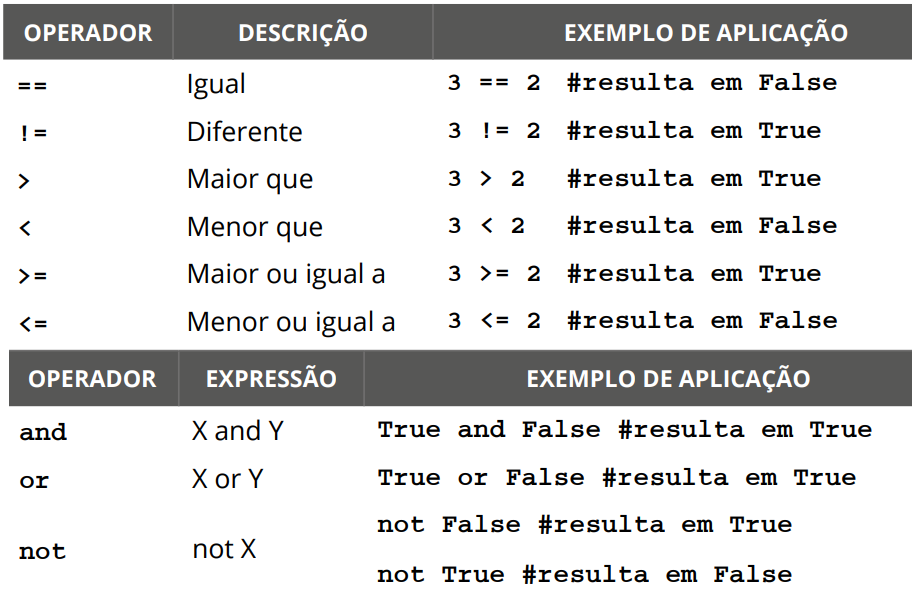 OPERADOR DESCRIÇÃO EXEMPLO DE APLICAÇÃO
== Igual 3 == 2 #resulta em False
!= Diferente 3 != 2 #resulta em True
> Maior que 3 > 2 #resulta em True
< Menor que 3 < 2 #resulta em False
>= Maior ou igual a 3 >= 2 #resulta em True
<= Menor ou igual a 3 <= 2 #resulta em False
OPERADOR EXPRESSÃO EXEMPLO DE APLICAÇÃO
and X and Y True and False #resulta em True
or X or Y True or False #resulta em True
not False #resulta em True
not not X
not True #resulta em False